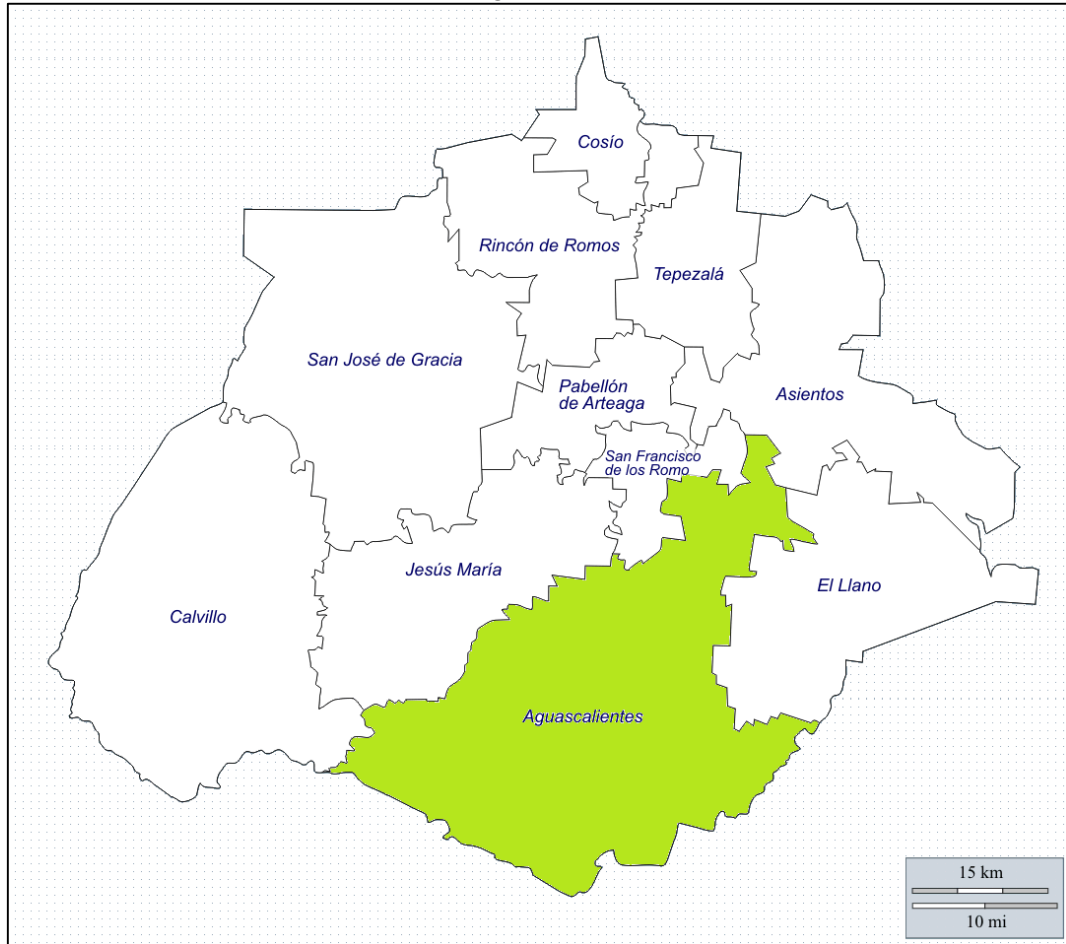 Cosío
Rincón de Romos
Tepezalá
San José de Gracia
Pabellón
de Arteaga
Asientos
San Francisco
de los Romo
Jesús María
El Llano
Calvillo
Aguascalientes
15 km
10 mi